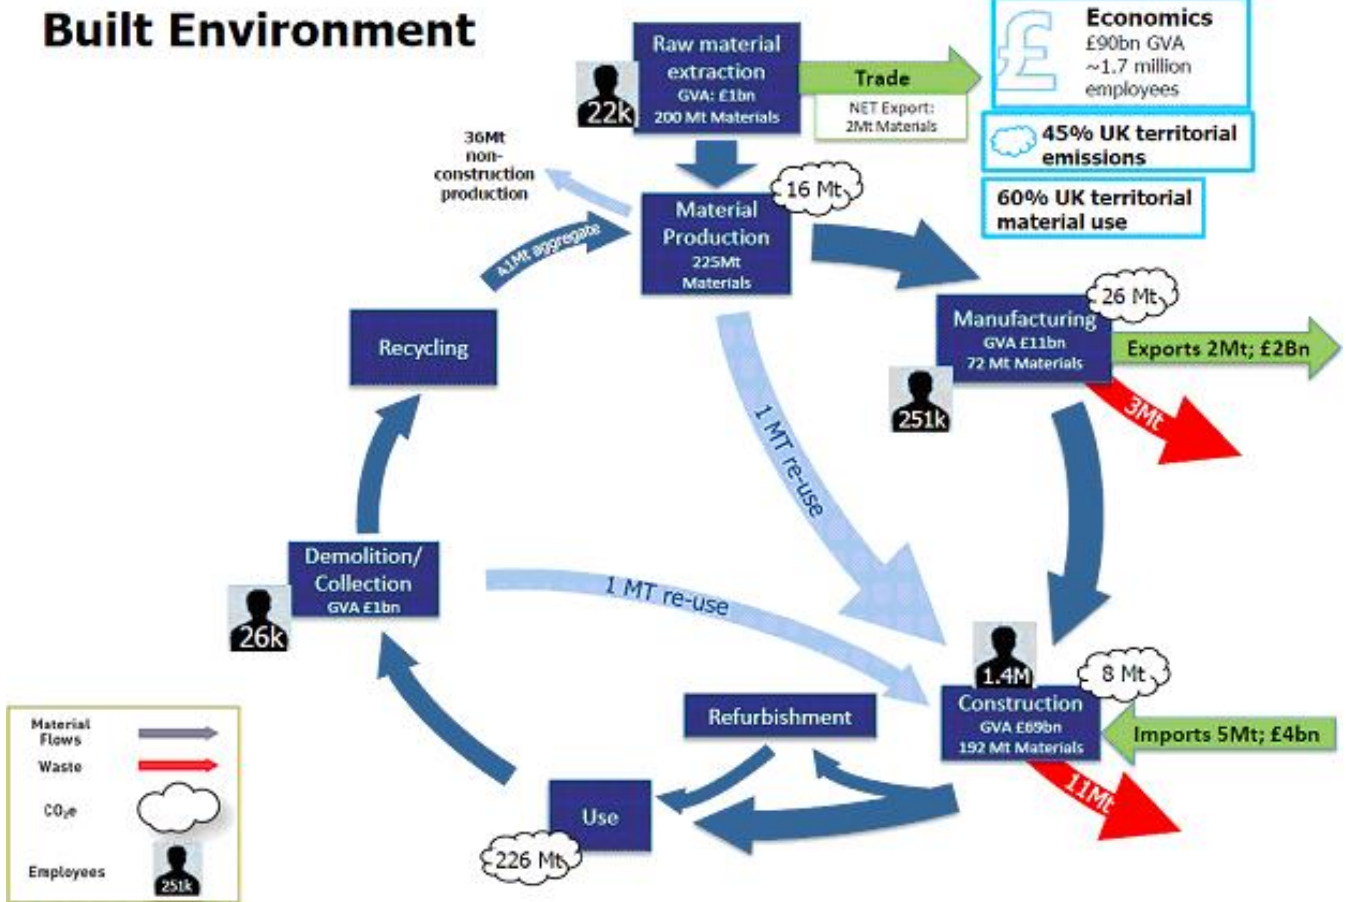 Built Environment
Raw material
extraction
GVA: £1bn
200 Mt Materials
22k
Trade
NET Export:
2Mt Materials
£
Economics
£90bn GVA
~1.7 million
employees
45% UK territorial
emissions
60% UK territorial
material use
36Mt
non-
construction
production
16 Mt
Material
Production
225Mt
Materials
41Mt aggregate
26 Mt
Manufacturing
GVA £11bn
72 Mt Materials
251k
Exports 2Mt; £2Bn
3Mt
Recycling
1 MT re-use
Demolition/
Collection
GVA £1bn
26k
1 MT re-use
1.4M
8 Mt
Construction
GVA £69bn
192 Mt Materials
Imports 5Mt; £4bn
11Mt
Refurbishment
Use
226 Mt
Material
Flows
Waste
CO₂e
Employees
251k